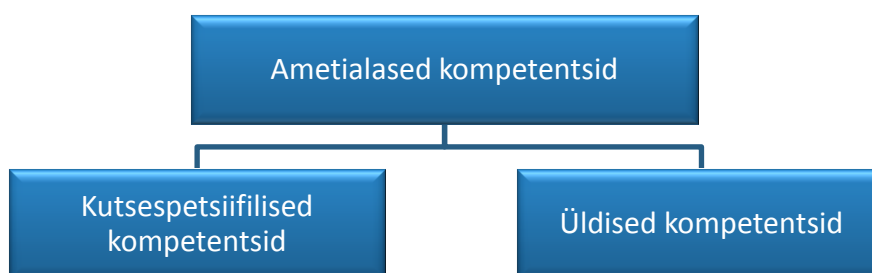 Ametialased kompetentsid
Kutsespetsiifilised
kompetentsid
Üldised kompetentsid